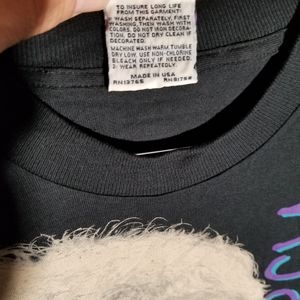 TO INSURE LONG LIFE
FROM THIS GARMENT:
WASH SEPARATELY, FIRST
WASHING, THEN WASH WITH
COLORS. DO NOT IRON DECORA-
TION. DO NOT DRY CLEAN IF
DECORATED.
MACHINE WASH WARM, TUMBLE
DRY LOW. USE NON-CHLORINE
BLEACH ONLY IF NEEDED.
WEAR REPEATEDLY.
MADE IN USA
RN13765